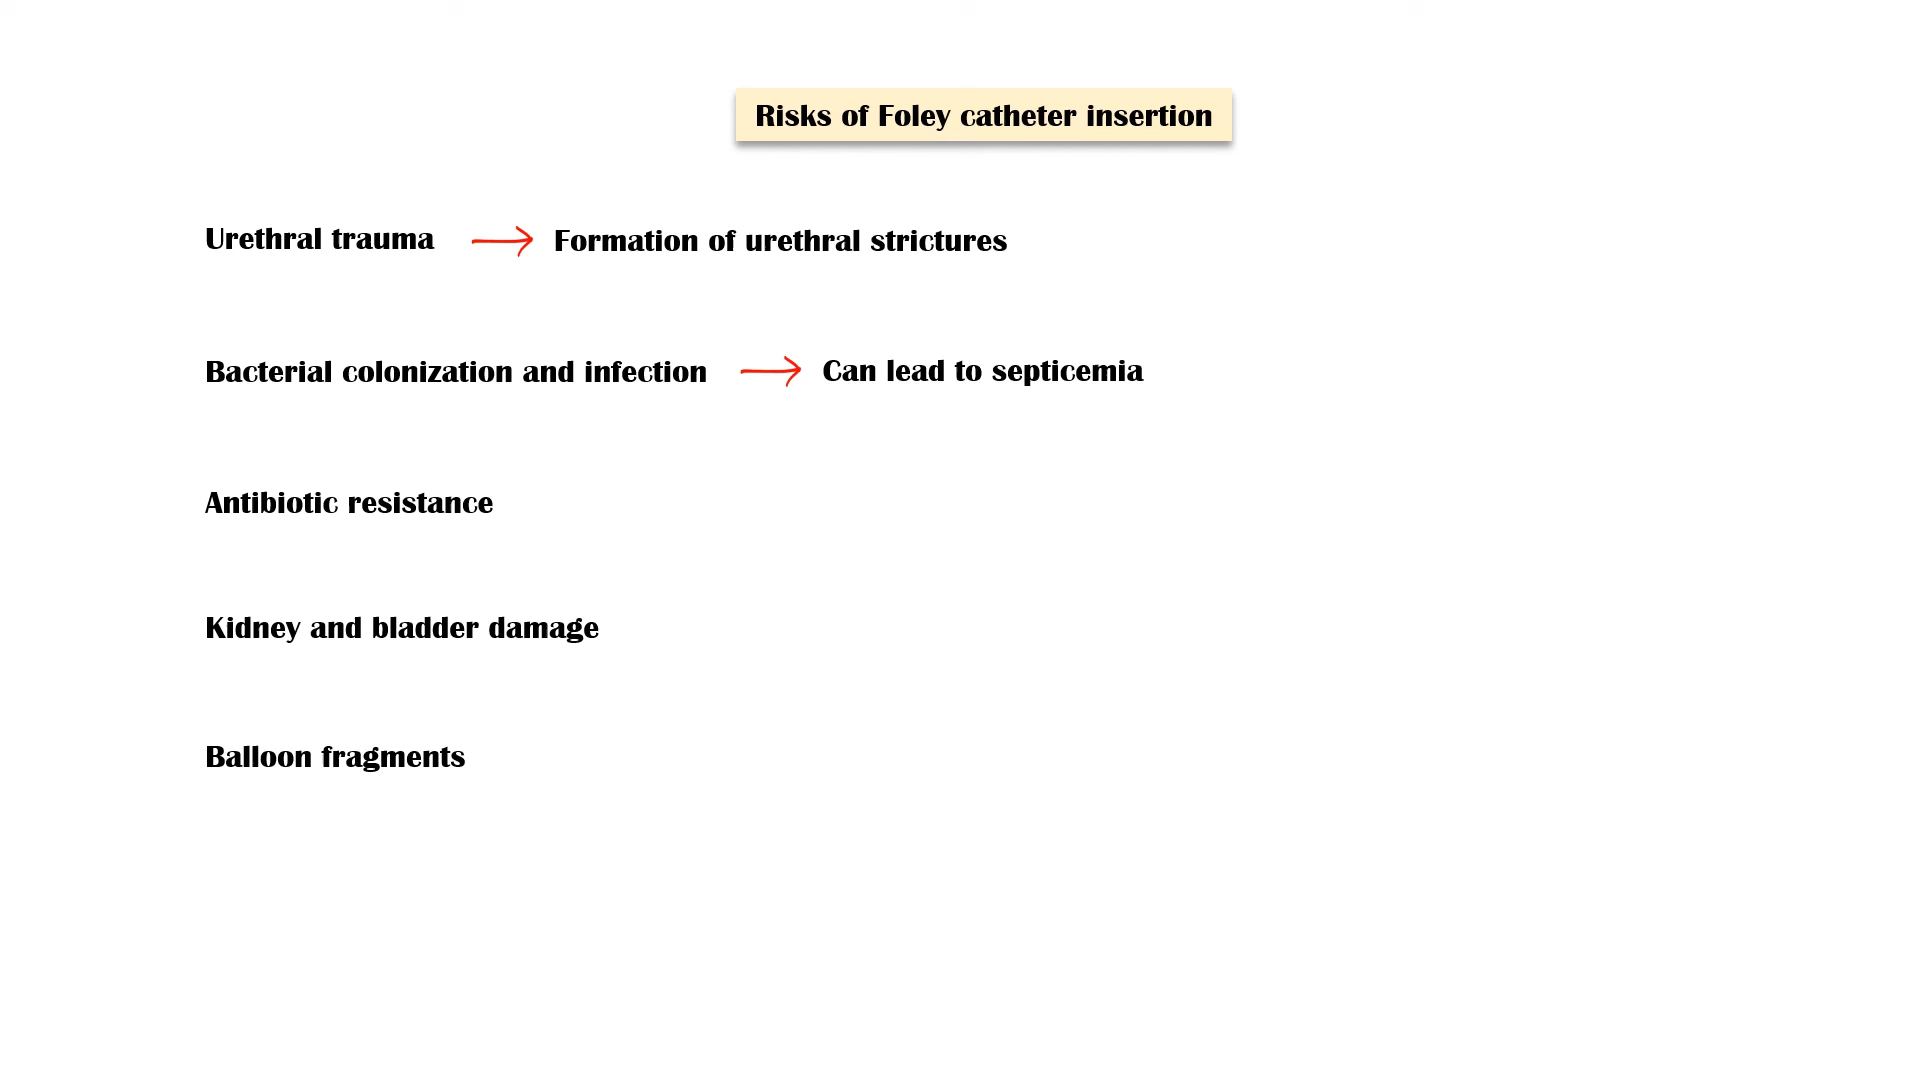 Risks of Foley catheter insertion
Urethral trauma → Formation of urethral strictures
Bacterial colonization and infection → Can lead to septicemia
Antibiotic resistance
Kidney and bladder damage
Balloon fragments